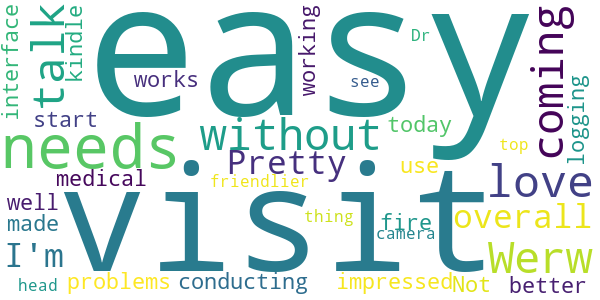 easy
visit
needs
without
coming
love
Werw
talk
Pretty
overall
I'm
interface
kindle
start
works
working
Dr
see
today
logging
top
use
medical
friendlier
well
made
thing
fire
camera
head
problems
conducting
impressed
Not
better